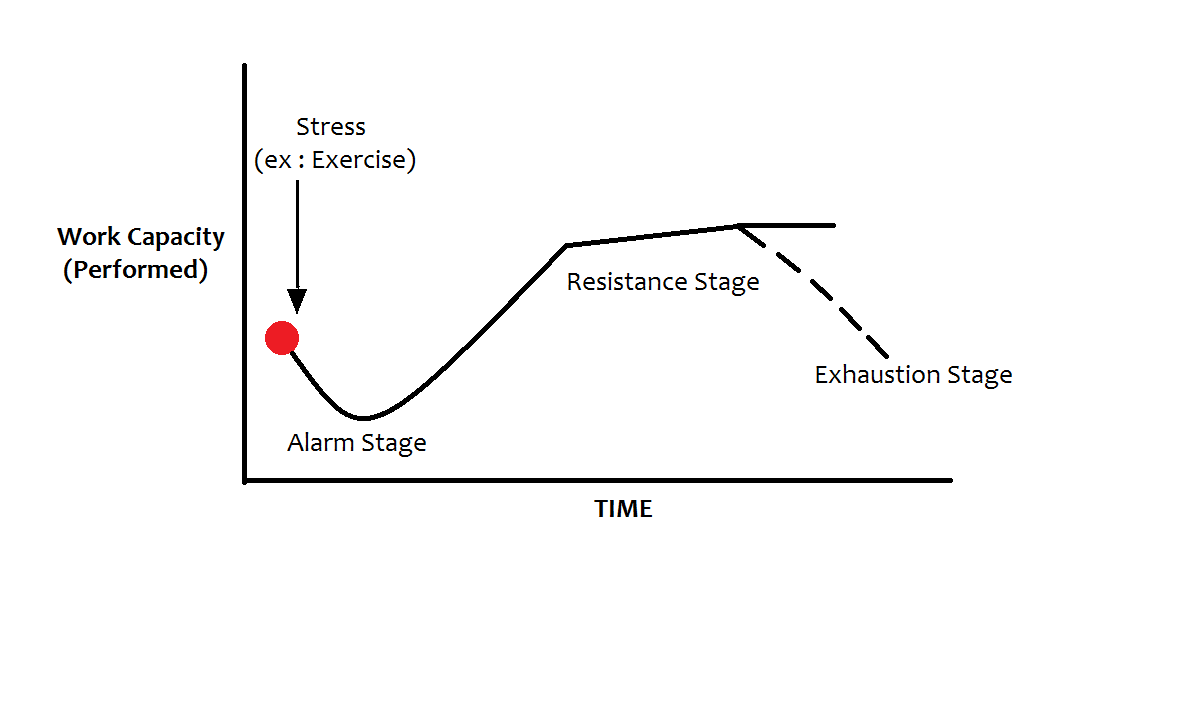 Stress
(ex : Exercise)
Work Capacity
(Performed)
Resistance Stage
Exhaustion Stage
Alarm Stage
TIME